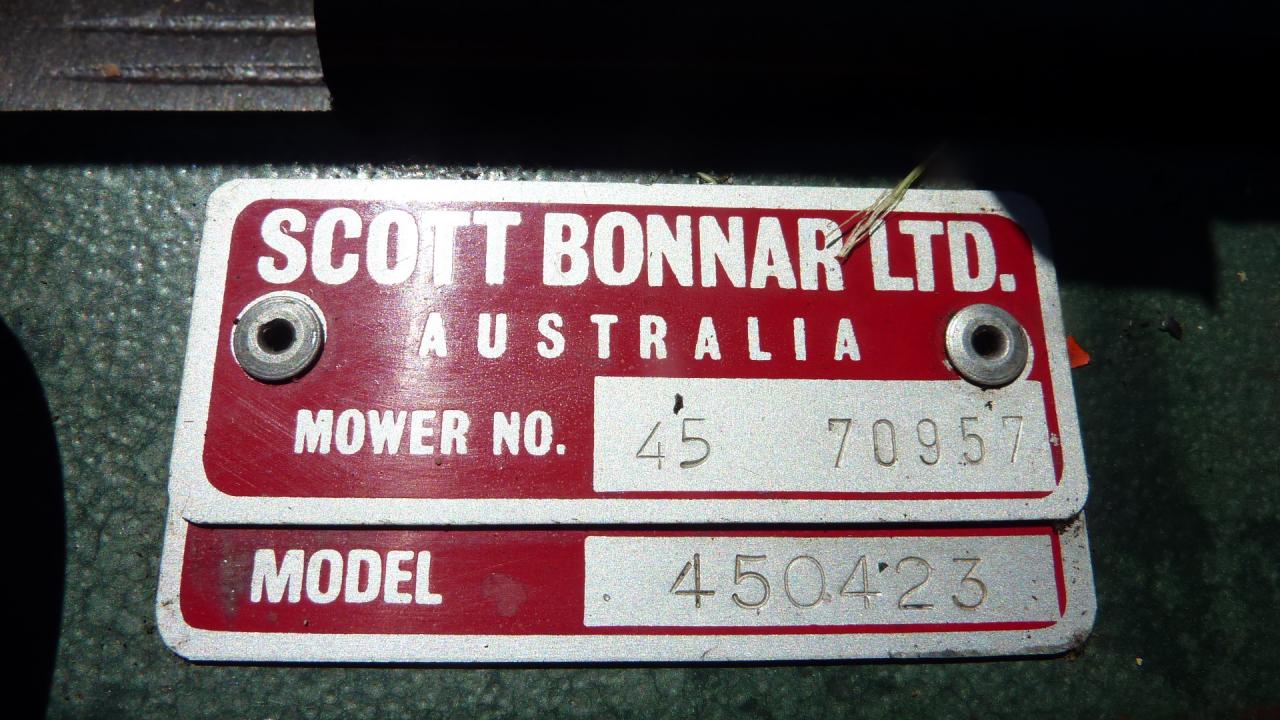 SCOTT BONNAR LTD.
AUSTRALIA
MOWER NO. 45 70957
MODEL 450423